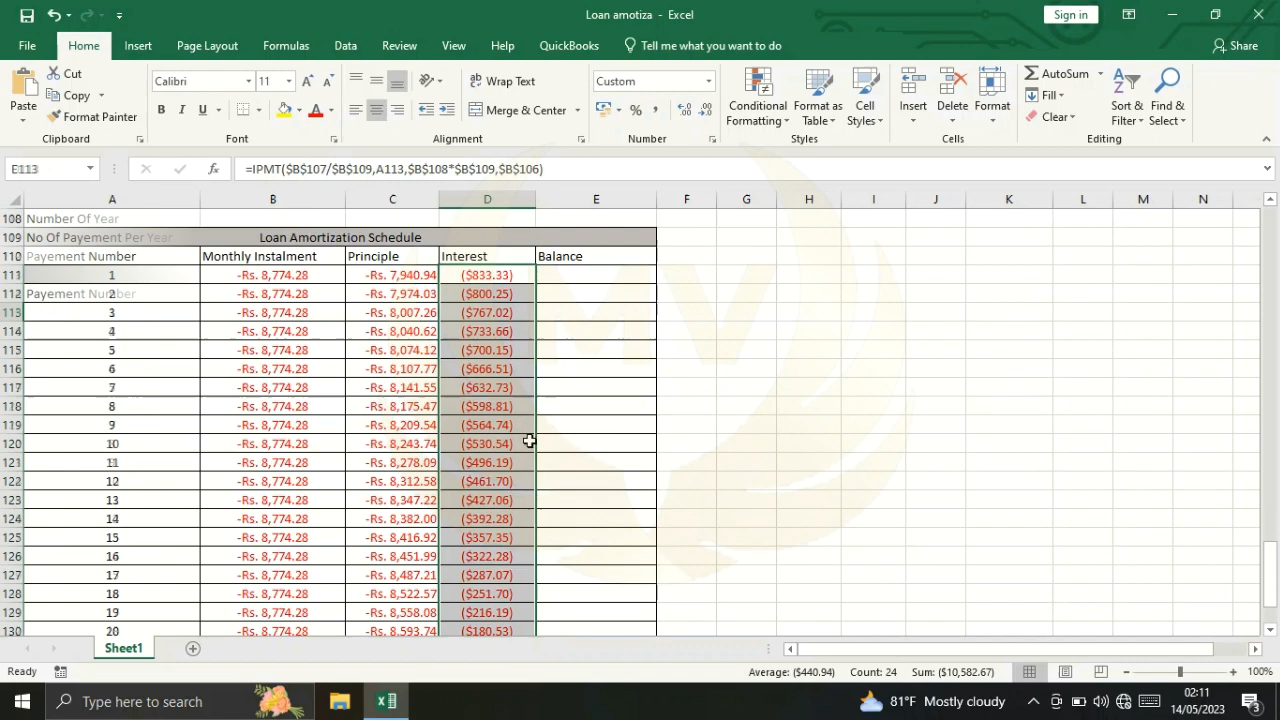 Loan amotiza - Excel
Sign in
File Home Insert Page Layout Formulas Data Review View Help QuickBooks Tell me what you want to do Share
Paste Cut Copy Format Painter
Calibri 11
B I U A A A
Wrap Text
Merge & Center
Custom
% ,
Conditional Formatting
Format as Table
Cell Styles
Insert Delete Format
AutoSum Fill Clear
Sort & Filter
Find & Select
Clipboard Font Alignment Number Styles Cells Editing
E113 fx =IPMT($B$107/$B$109,A113,$B$108*$B$109,$B$106)
A B C D E F G H I J K L M N
108 Number Of Year
109 No Of Payement Per Year Loan Amortization Schedule
110 Payement Number Monthly Instalment Principle Interest Balance
111 1 -Rs. 8,774.28 -Rs. 7,940.94 ($833.33)
112 Payement Number 2 -Rs. 8,774.28 -Rs. 7,974.03 ($800.25)
113 3 -Rs. 8,774.28 -Rs. 8,007.26 ($767.02)
114 4 -Rs. 8,774.28 -Rs. 8,040.62 ($733.66)
115 5 -Rs. 8,774.28 -Rs. 8,074.12 ($700.15)
116 6 -Rs. 8,774.28 -Rs. 8,107.77 ($666.51)
117 7 -Rs. 8,774.28 -Rs. 8,141.55 ($632.73)
118 8 -Rs. 8,774.28 -Rs. 8,175.47 ($598.81)
119 9 -Rs. 8,774.28 -Rs. 8,209.54 ($564.74)
120 10 -Rs. 8,774.28 -Rs. 8,243.74 ($530.54)
121 11 -Rs. 8,774.28 -Rs. 8,278.09 ($496.19)
122 12 -Rs. 8,774.28 -Rs. 8,312.58 ($461.70)
123 13 -Rs. 8,774.28 -Rs. 8,347.22 ($427.06)
124 14 -Rs. 8,774.28 -Rs. 8,382.00 ($392.28)
125 15 -Rs. 8,774.28 -Rs. 8,416.92 ($357.35)
126 16 -Rs. 8,774.28 -Rs. 8,451.99 ($322.28)
127 17 -Rs. 8,774.28 -Rs. 8,487.21 ($287.07)
128 18 -Rs. 8,774.28 -Rs. 8,522.57 ($251.70)
129 19 -Rs. 8,774.28 -Rs. 8,558.08 ($216.19)
130 20 -Rs. 8,774.28 -Rs. 8,593.74 ($180.53)
MV
Sheet1
Ready Average: ($440.94) Count: 24 Sum: ($10,582.67) 100%
Type here to search 81°F Mostly cloudy 02:11
14/05/2023 3